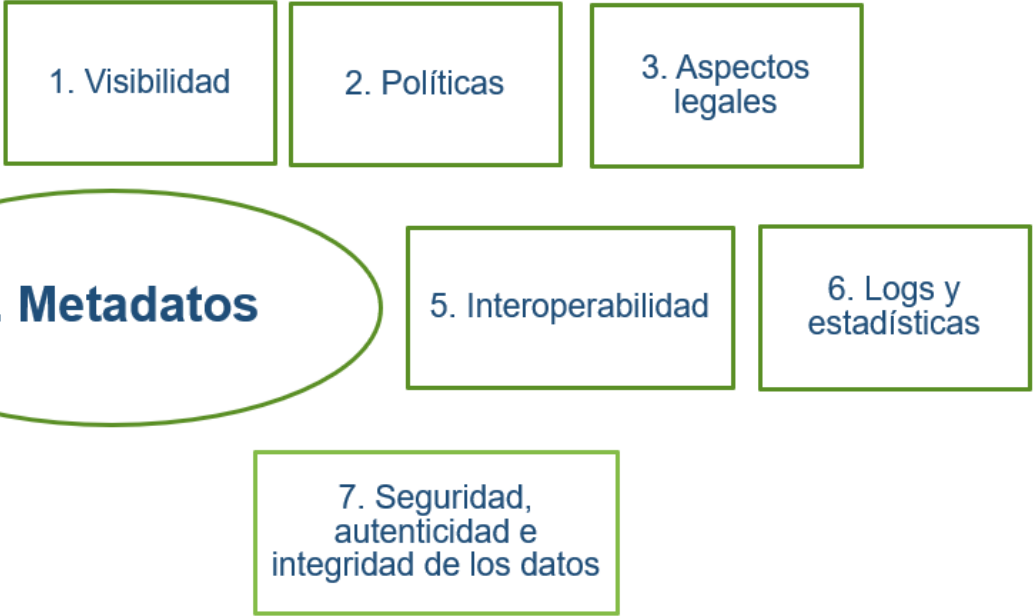 1. Visibilidad
2. Políticas
3. Aspectos
legales
. Metadatos
5. Interoperabilidad
6. Logs y
estadísticas
7. Seguridad,
autenticidad e
integridad de los datos